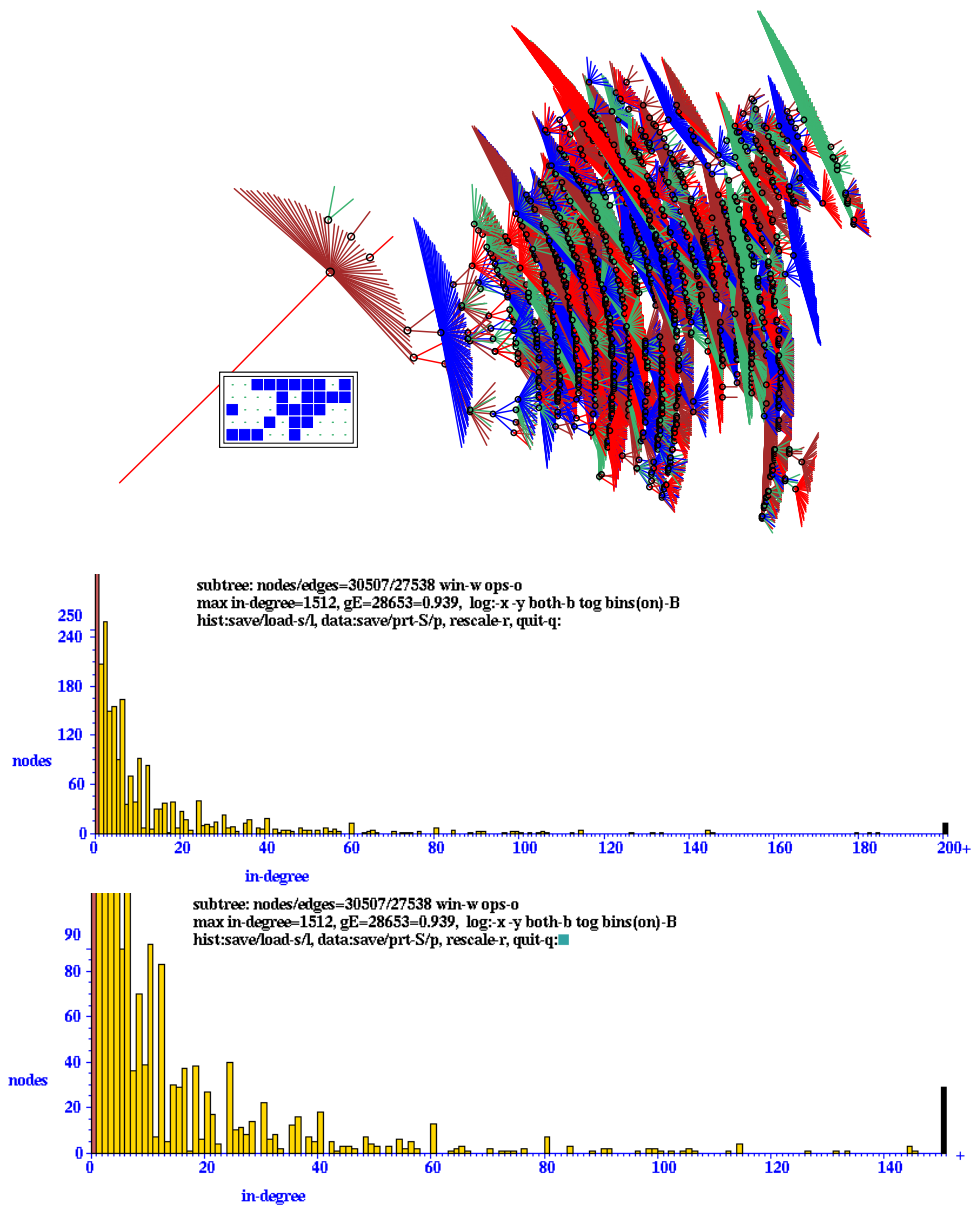 subtree: nodes/edges=30507/27538 win-w ops-o
max in-degree=1512, gE=28653=0.939, log:-x -y both-b tog bins(on)-B
hist:save/load-s/l, data:save/prt-S/p, rescale-r, quit-q:
250
240
180
120
nodes
60
0
0 20 40 60 80 100 120 140 160 180 200+
in-degree
subtree: nodes/edges=30507/27538 win-w ops-o
max in-degree=1512, gE=28653=0.939, log:-x -y both-b tog bins(on)-B
hist:save/load-s/l, data:save/prt-S/p, rescale-r, quit-q:
90
80
60
40
nodes
20
0
0 20 40 60 80 100 120 140 +
in-degree